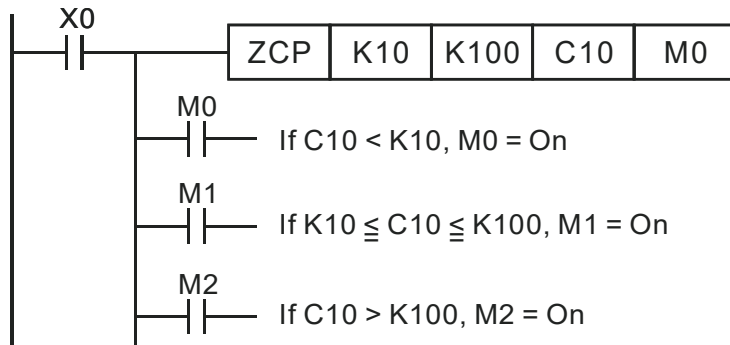 X0
ZCP K10 K100 C10 M0
M0
If C10 < K10, M0 = On
M1
If K10 ≦ C10 ≦ K100, M1 = On
M2
If C10 > K100, M2 = On